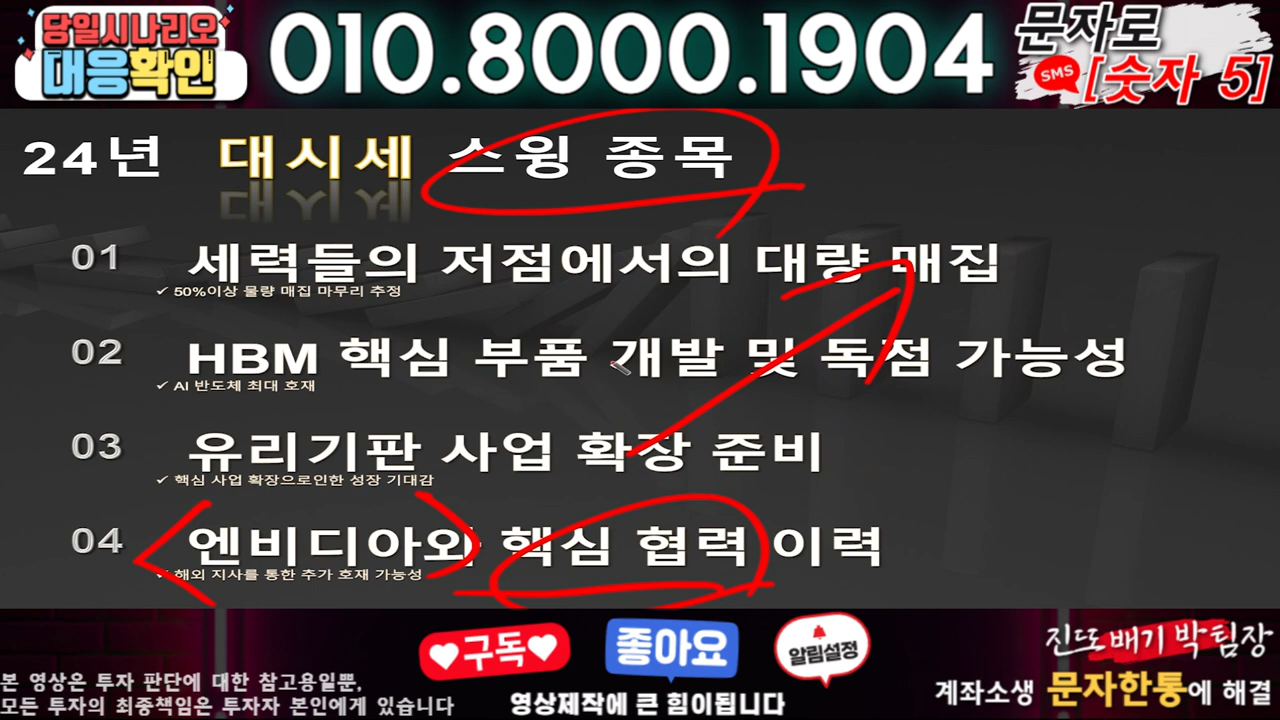 당일시나리오
대응확인
010.8000.1904
문자로
SMS
[숫자 5]
24년 대시세 스윙 종목
01 세력들의 저점에서의 대량 매집
✓ 50%이상 물량 매집 마무리 추정
02 HBM 핵심 부품 개발 및 독점 가능성
✓ AI 반도체 최대 호재
03 유리기판 사업 확장 준비
✓ 핵심 사업 확장으로인한 성장 기대감
04 엔비디아와 핵심 협력 이력
✓ 해외 지사를 통한 추가 호재 가능성
구독
좋아요
알림설정
영상제작에 큰 힘이됩니다
본 영상은 투자 판단에 대한 참고용일뿐,
모든 투자의 최종책임은 투자자 본인에게 있습니다
진또배기 박팀장
계좌소생 문자한통에 해결